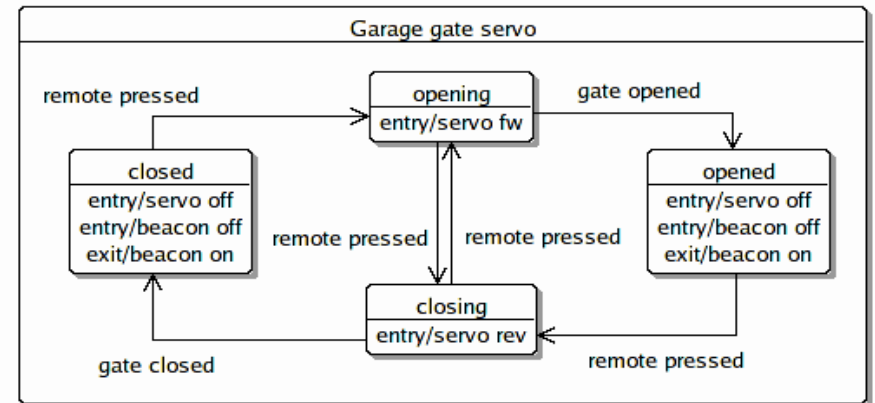 Garage gate servo
remote pressed
opening
entry/servo fw
gate opened
closed
entry/servo off
entry/beacon off
exit/beacon on
opened
entry/servo off
entry/beacon off
exit/beacon on
remote pressed
remote pressed
closing
entry/servo rev
gate closed
remote pressed